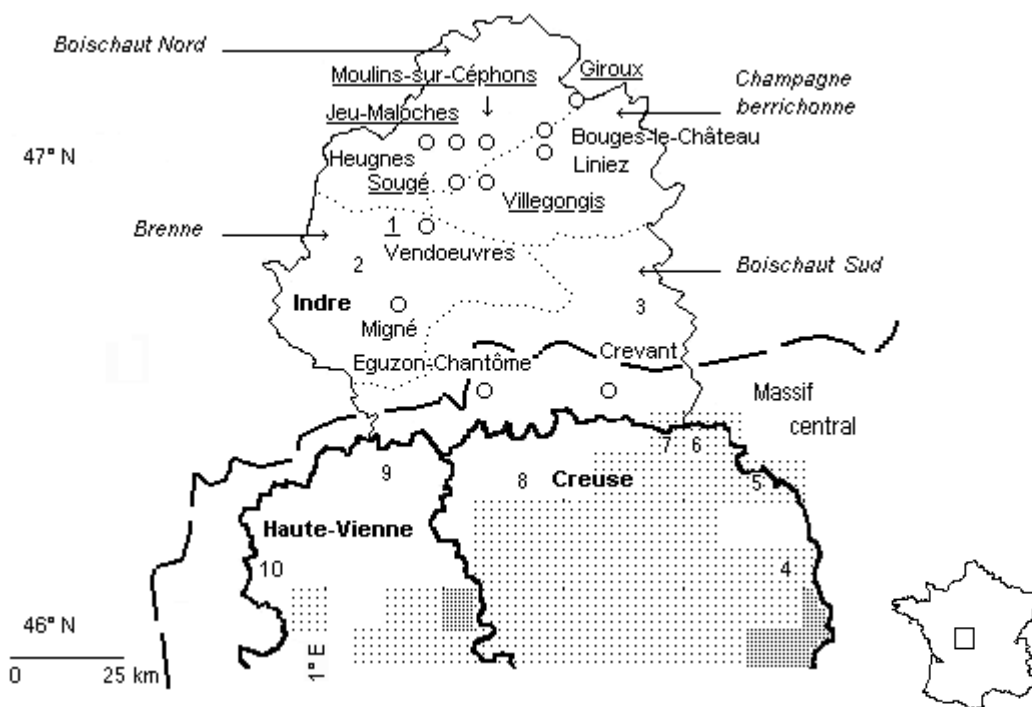 Boischaut Nord
Giroux
Moulins-sur-Céphons
Champagne
berrichonne
Jeu-Maloches
Bouges-le-Château
47° N
Heugnes
Liniez
Sougé
Villegongis
Brenne
1
Vendoeuvres
2
Boischaut Sud
Indre
3
Migné
Eguzon-Chantôme
Crevant
Massif
central
7
6
9
8
Creuse
5
Haute-Vienne
10
4
46° N
1° E
0
25 km